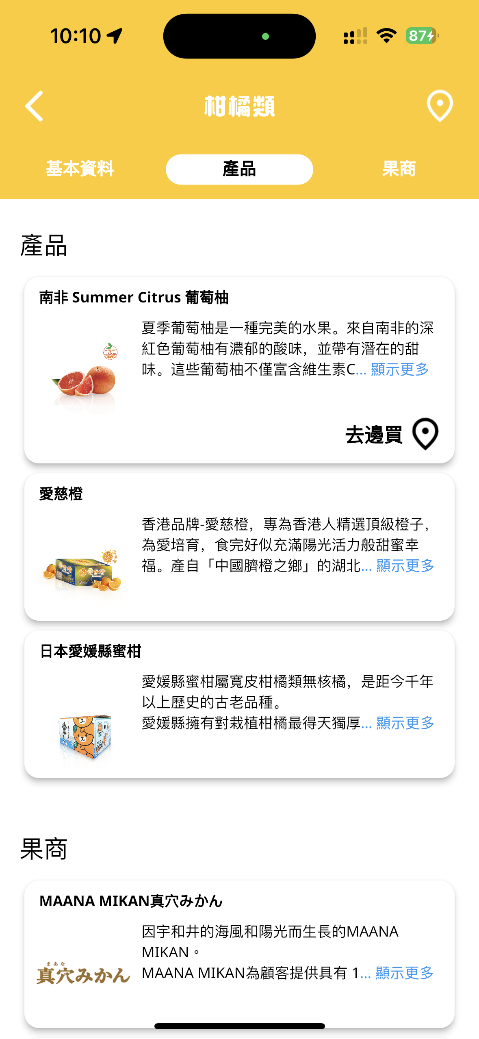 10:10
87
柑橘類
基本資料
產品
果商
產品
南非 Summer Citrus 葡萄柚
夏季葡萄柚是一種完美的水果。來自南非的深
紅色葡萄柚有濃郁的酸味，並帶有潛在的甜
味。這些葡萄柚不僅富含維生素C... 顯示更多
去邊買
愛慈橙
香港品牌-愛慈橙，專為香港人精選頂級橙子，
為愛培育，食完好似充滿陽光活力般甜蜜幸
福。產自「中國臍橙之鄉」的湖北... 顯示更多
日本愛媛縣蜜柑
愛媛縣蜜柑屬寬皮柑橘類無核橘，是距今千年
以上歷史的古老品種。
愛媛縣擁有對栽植柑橘最得天獨厚... 顯示更多
果商
MAANA MIKAN真穴みかん
因宇和井的海風和陽光而生長的MAANA
MIKAN。
MAANA MIKAN為顧客提供具有 1... 顯示更多
まあな
真穴みかん